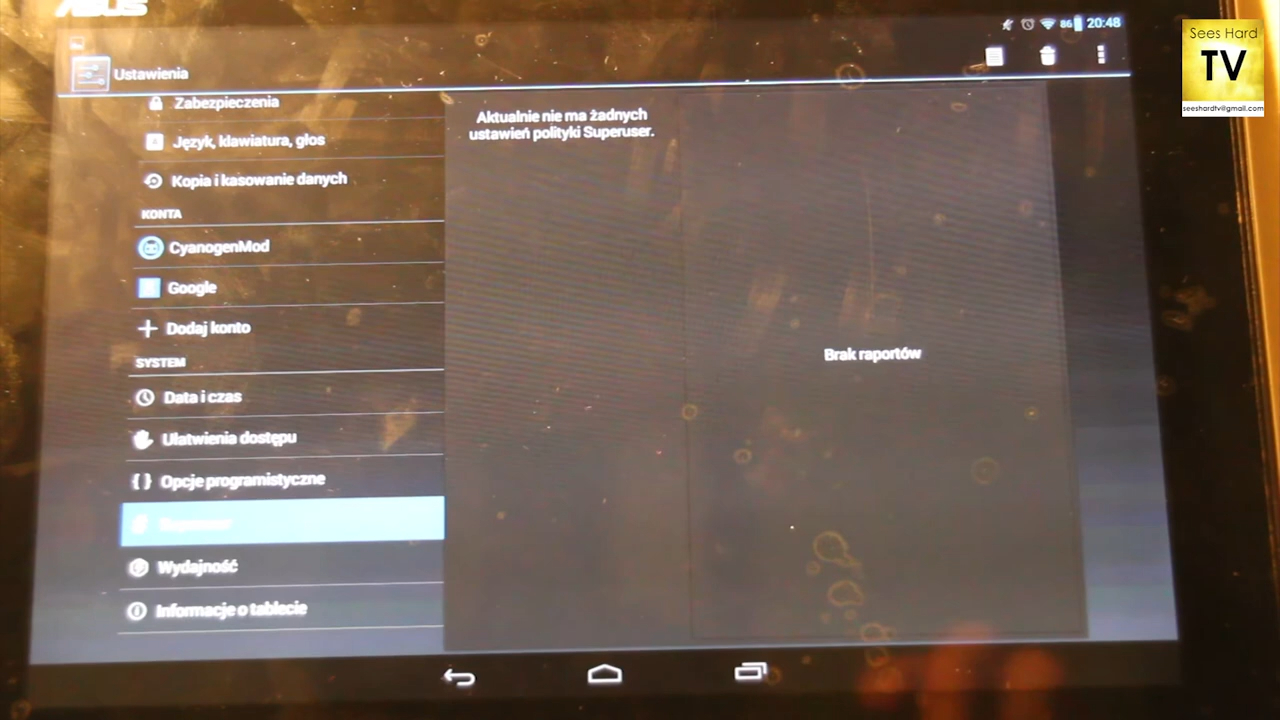 ASUS
Sees Hard
TV
seeshardtv@gmail.com
86 20:48
Ustawienia
Zabezpieczenia
Język, klawiatura, głos
Kopia i kasowanie danych
KONTA
CyanogenMod
Google
Dodaj konto
SYSTEM
Data i czas
Ułatwienia dostępu
{ } Opcje programistyczne
Superuser
Wydajność
Informacje o tablecie
Aktualnie nie ma żadnych
ustawień polityki Superuser.
Brak raportów